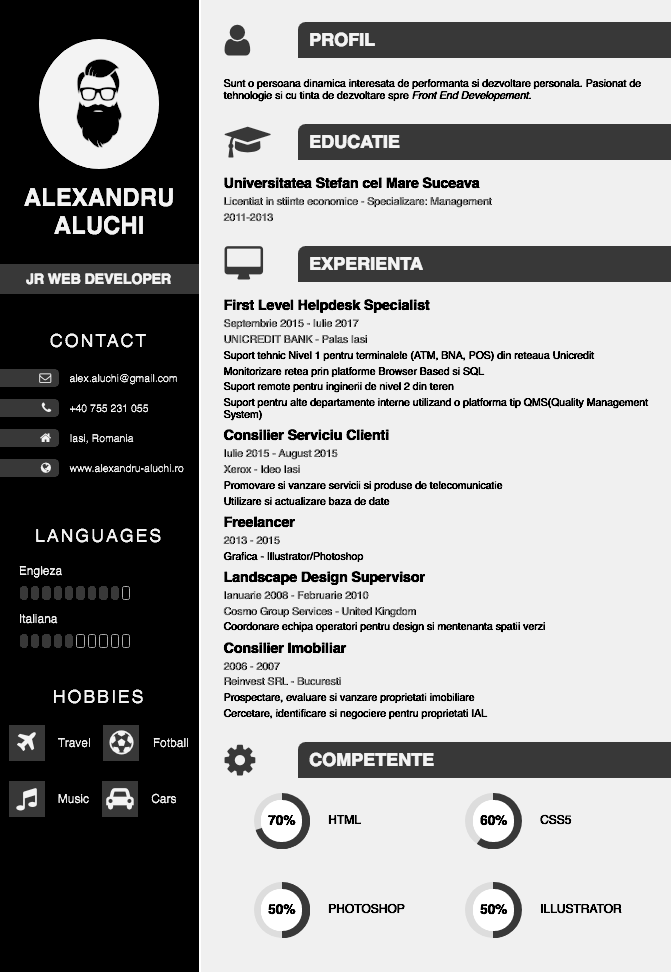 ALEXANDRU
ALUCHI
JR WEB DEVELOPER
CONTACT
alex.aluchi@gmail.com
+40 755 231 055
Iasi, Romania
www.alexandru-aluchi.ro
LANGUAGES
Engleza
Italiana
HOBBIES
Travel
Fotball
Music
Cars
PROFIL
Sunt o persoana dinamica interesata de performanta si dezvoltare personala. Pasionat de
tehnologie si cu tinta de dezvoltare spre Front End Developement.
EDUCATIE
Universitatea Stefan cel Mare Suceava
Licentiat in stiinte economice - Specializare: Management
2011-2013
EXPERIENTA
First Level Helpdesk Specialist
Septembrie 2015 - Iulie 2017
UNICREDIT BANK - Palas Iasi
Suport tehnic Nivel 1 pentru terminalele (ATM, BNA, POS) din reteaua Unicredit
Monitorizare retea prin platforme Browser Based si SQL
Suport remote pentru inginerii de nivel 2 din teren
Suport pentru alte departamente interne utilizand o platforma tip QMS(Quality Management
System)
Consilier Serviciu Clienti
Iulie 2015 - August 2015
Xerox - Ideo Iasi
Promovare si vanzare servicii si produse de telecomunicatie
Utilizare si actualizare baza de date
Freelancer
2013 - 2015
Grafica - Illustrator/Photoshop
Landscape Design Supervisor
Ianuarie 2008 - Februarie 2010
Cosmo Group Services - United Kingdom
Coordonare echipa operatori pentru design si mentenanta spatii verzi
Consilier Imobiliar
2006 - 2007
Reinvest SRL - Bucuresti
Prospectare, evaluare si vanzare proprietati imobiliare
Cercetare, identificare si negociere pentru proprietati IAL
COMPETENTE
70% HTML
60% CSS5
50% PHOTOSHOP
50% ILLUSTRATOR